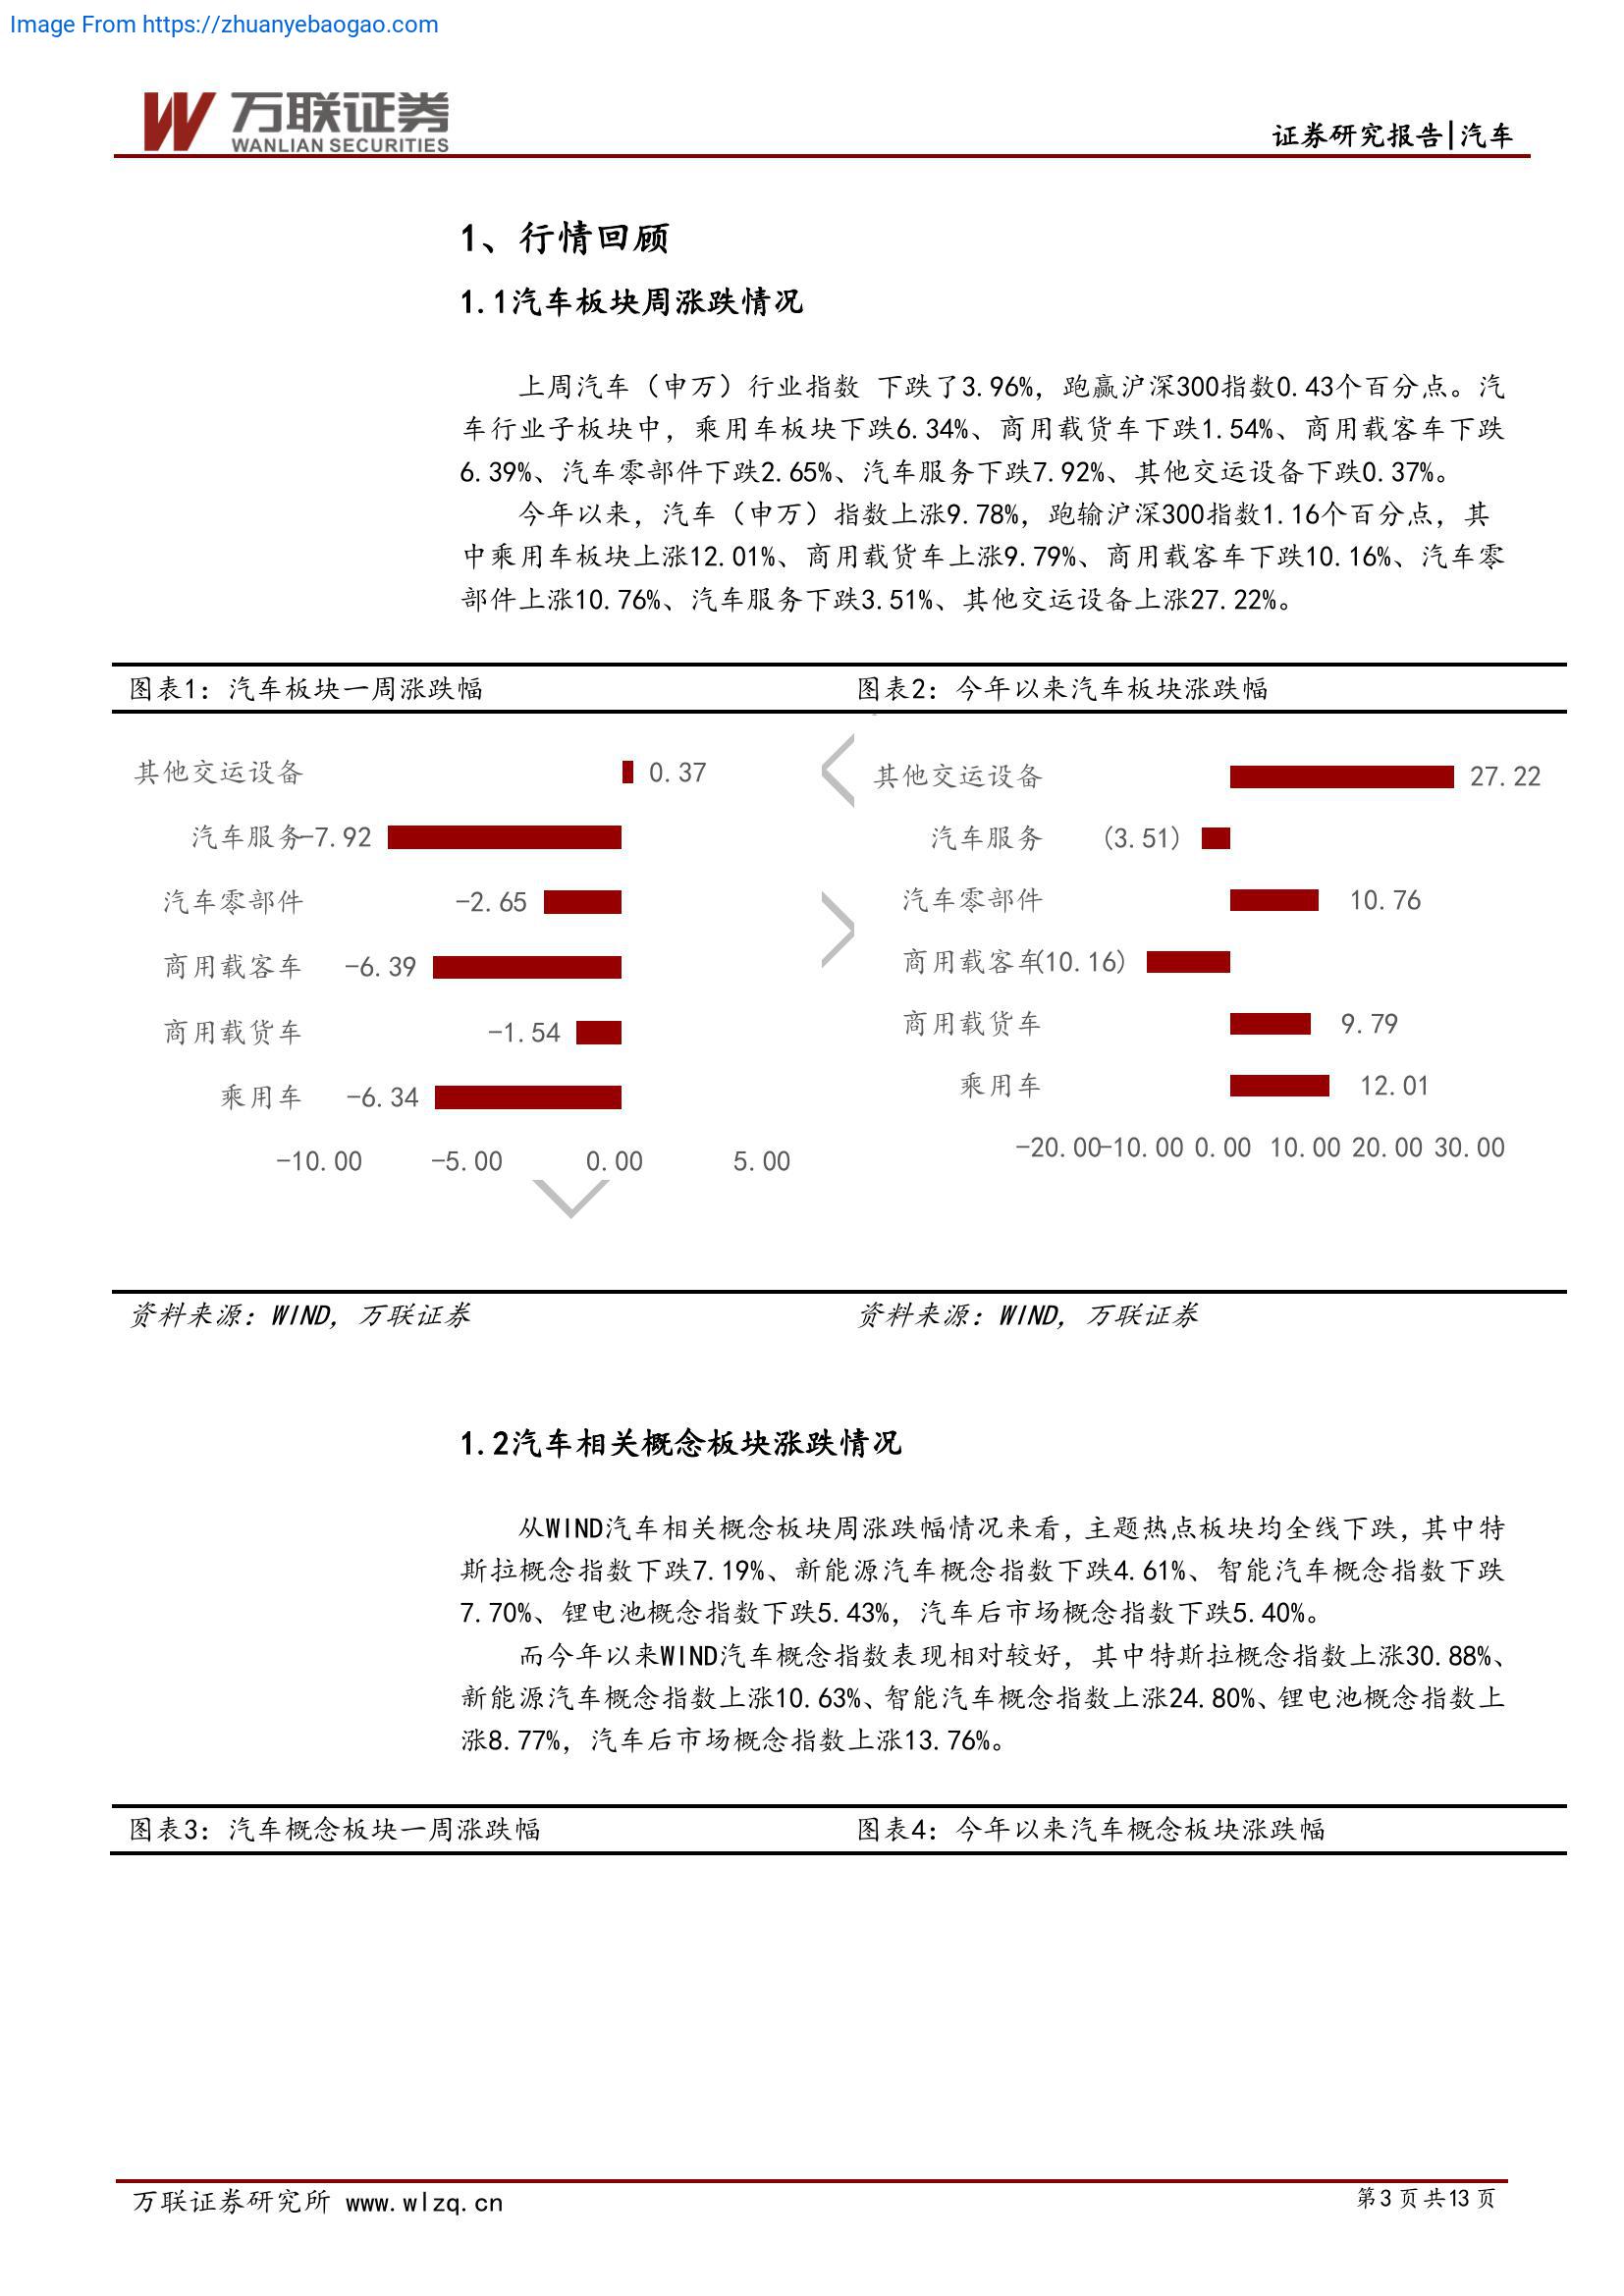 Image From https://zhuanyebaogao.com
万联证券
WANLIAN SECURITIES
证券研究报告|汽车
1、行情回顾
1.1汽车板块周涨跌情况
上周汽车（申万）行业指数 下跌了3.96%，跑赢沪深300指数0.43个百分点。汽
车行业子板块中，乘用车板块下跌6.34%、商用载货车下跌1.54%、商用载客车下跌
6.39%、汽车零部件下跌2.65%、汽车服务下跌7.92%、其他交运设备下跌0.37%。
今年以来，汽车（申万）指数上涨9.78%，跑输沪深300指数1.16个百分点，其
中乘用车板块上涨12.01%、商用载货车上涨9.79%、商用载客车下跌10.16%、汽车零
部件上涨10.76%、汽车服务下跌3.51%、其他交运设备上涨27.22%。
图表1：汽车板块一周涨跌幅
其他交运设备 0.37
汽车服务 -7.92
汽车零部件 -2.65
商用载客车 -6.39
商用载货车 -1.54
乘用车 -6.34
-10.00 -5.00 0.00 5.00
资料来源：WIND，万联证券
图表2：今年以来汽车板块涨跌幅
其他交运设备 27.22
汽车服务 (3.51)
汽车零部件 10.76
商用载客车 (10.16)
商用载货车 9.79
乘用车 12.01
-20.00 -10.00 0.00 10.00 20.00 30.00
资料来源：WIND，万联证券
1.2汽车相关概念板块涨跌情况
从WIND汽车相关概念板块周涨跌幅情况来看，主题热点板块均全线下跌，其中特
斯拉概念指数下跌7.19%、新能源汽车概念指数下跌4.61%、智能汽车概念指数下跌
7.70%、锂电池概念指数下跌5.43%，汽车后市场概念指数下跌5.40%。
而今年以来WIND汽车概念指数表现相对较好，其中特斯拉概念指数上涨30.88%、
新能源汽车概念指数上涨10.63%、智能汽车概念指数上涨24.80%、锂电池概念指数上
涨8.77%，汽车后市场概念指数上涨13.76%。
图表3：汽车概念板块一周涨跌幅
图表4：今年以来汽车概念板块涨跌幅
万联证券研究所 www.wlzq.cn
第3页共13页